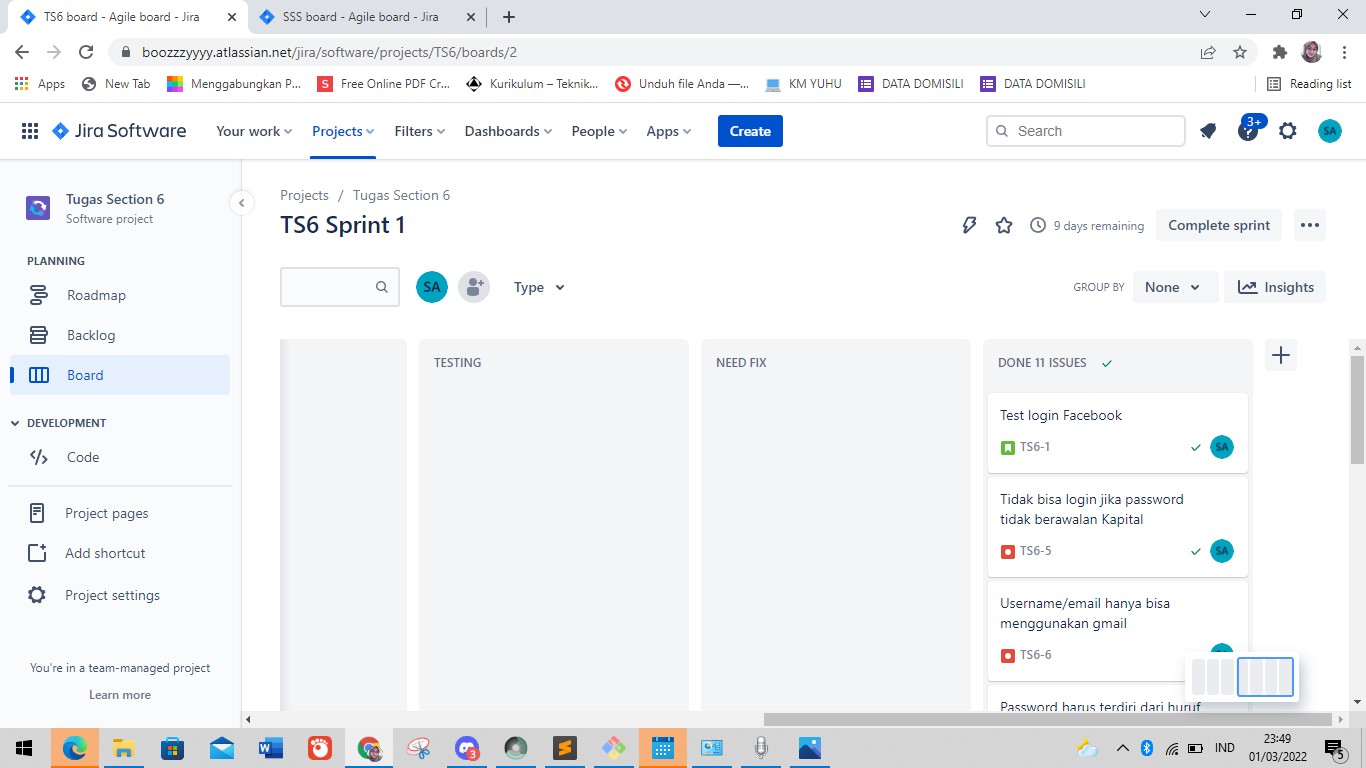 TS6 board - Agile board - Jira
SSS board - Agile board - Jira
boozzzyyyy.atlassian.net/jira/software/projects/TS6/boards/2
Apps
New Tab
Menggabungkan P...
Free Online PDF Cr...
Kurikulum – Teknik...
Unduh file Anda —...
KM YUHU
DATA DOMISILI
DATA DOMISILI
Reading list
Jira Software
Your work
Projects
Filters
Dashboards
People
Apps
Create
Search
3+
SA
Tugas Section 6
Software project
PLANNING
Roadmap
Backlog
Board
DEVELOPMENT
Code
Project pages
Add shortcut
Project settings
You're in a team-managed project
Learn more
Projects / Tugas Section 6
TS6 Sprint 1
9 days remaining
Complete sprint
SA
Type
GROUP BY
None
Insights
TESTING
NEED FIX
DONE 11 ISSUES
Test login Facebook
TS6-1
SA
Tidak bisa login jika password
tidak berawalan Kapital
TS6-5
SA
Username/email hanya bisa
menggunakan gmail
TS6-6
Password harus terdiri dari huruf
3
IND
23:49
01/03/2022
5